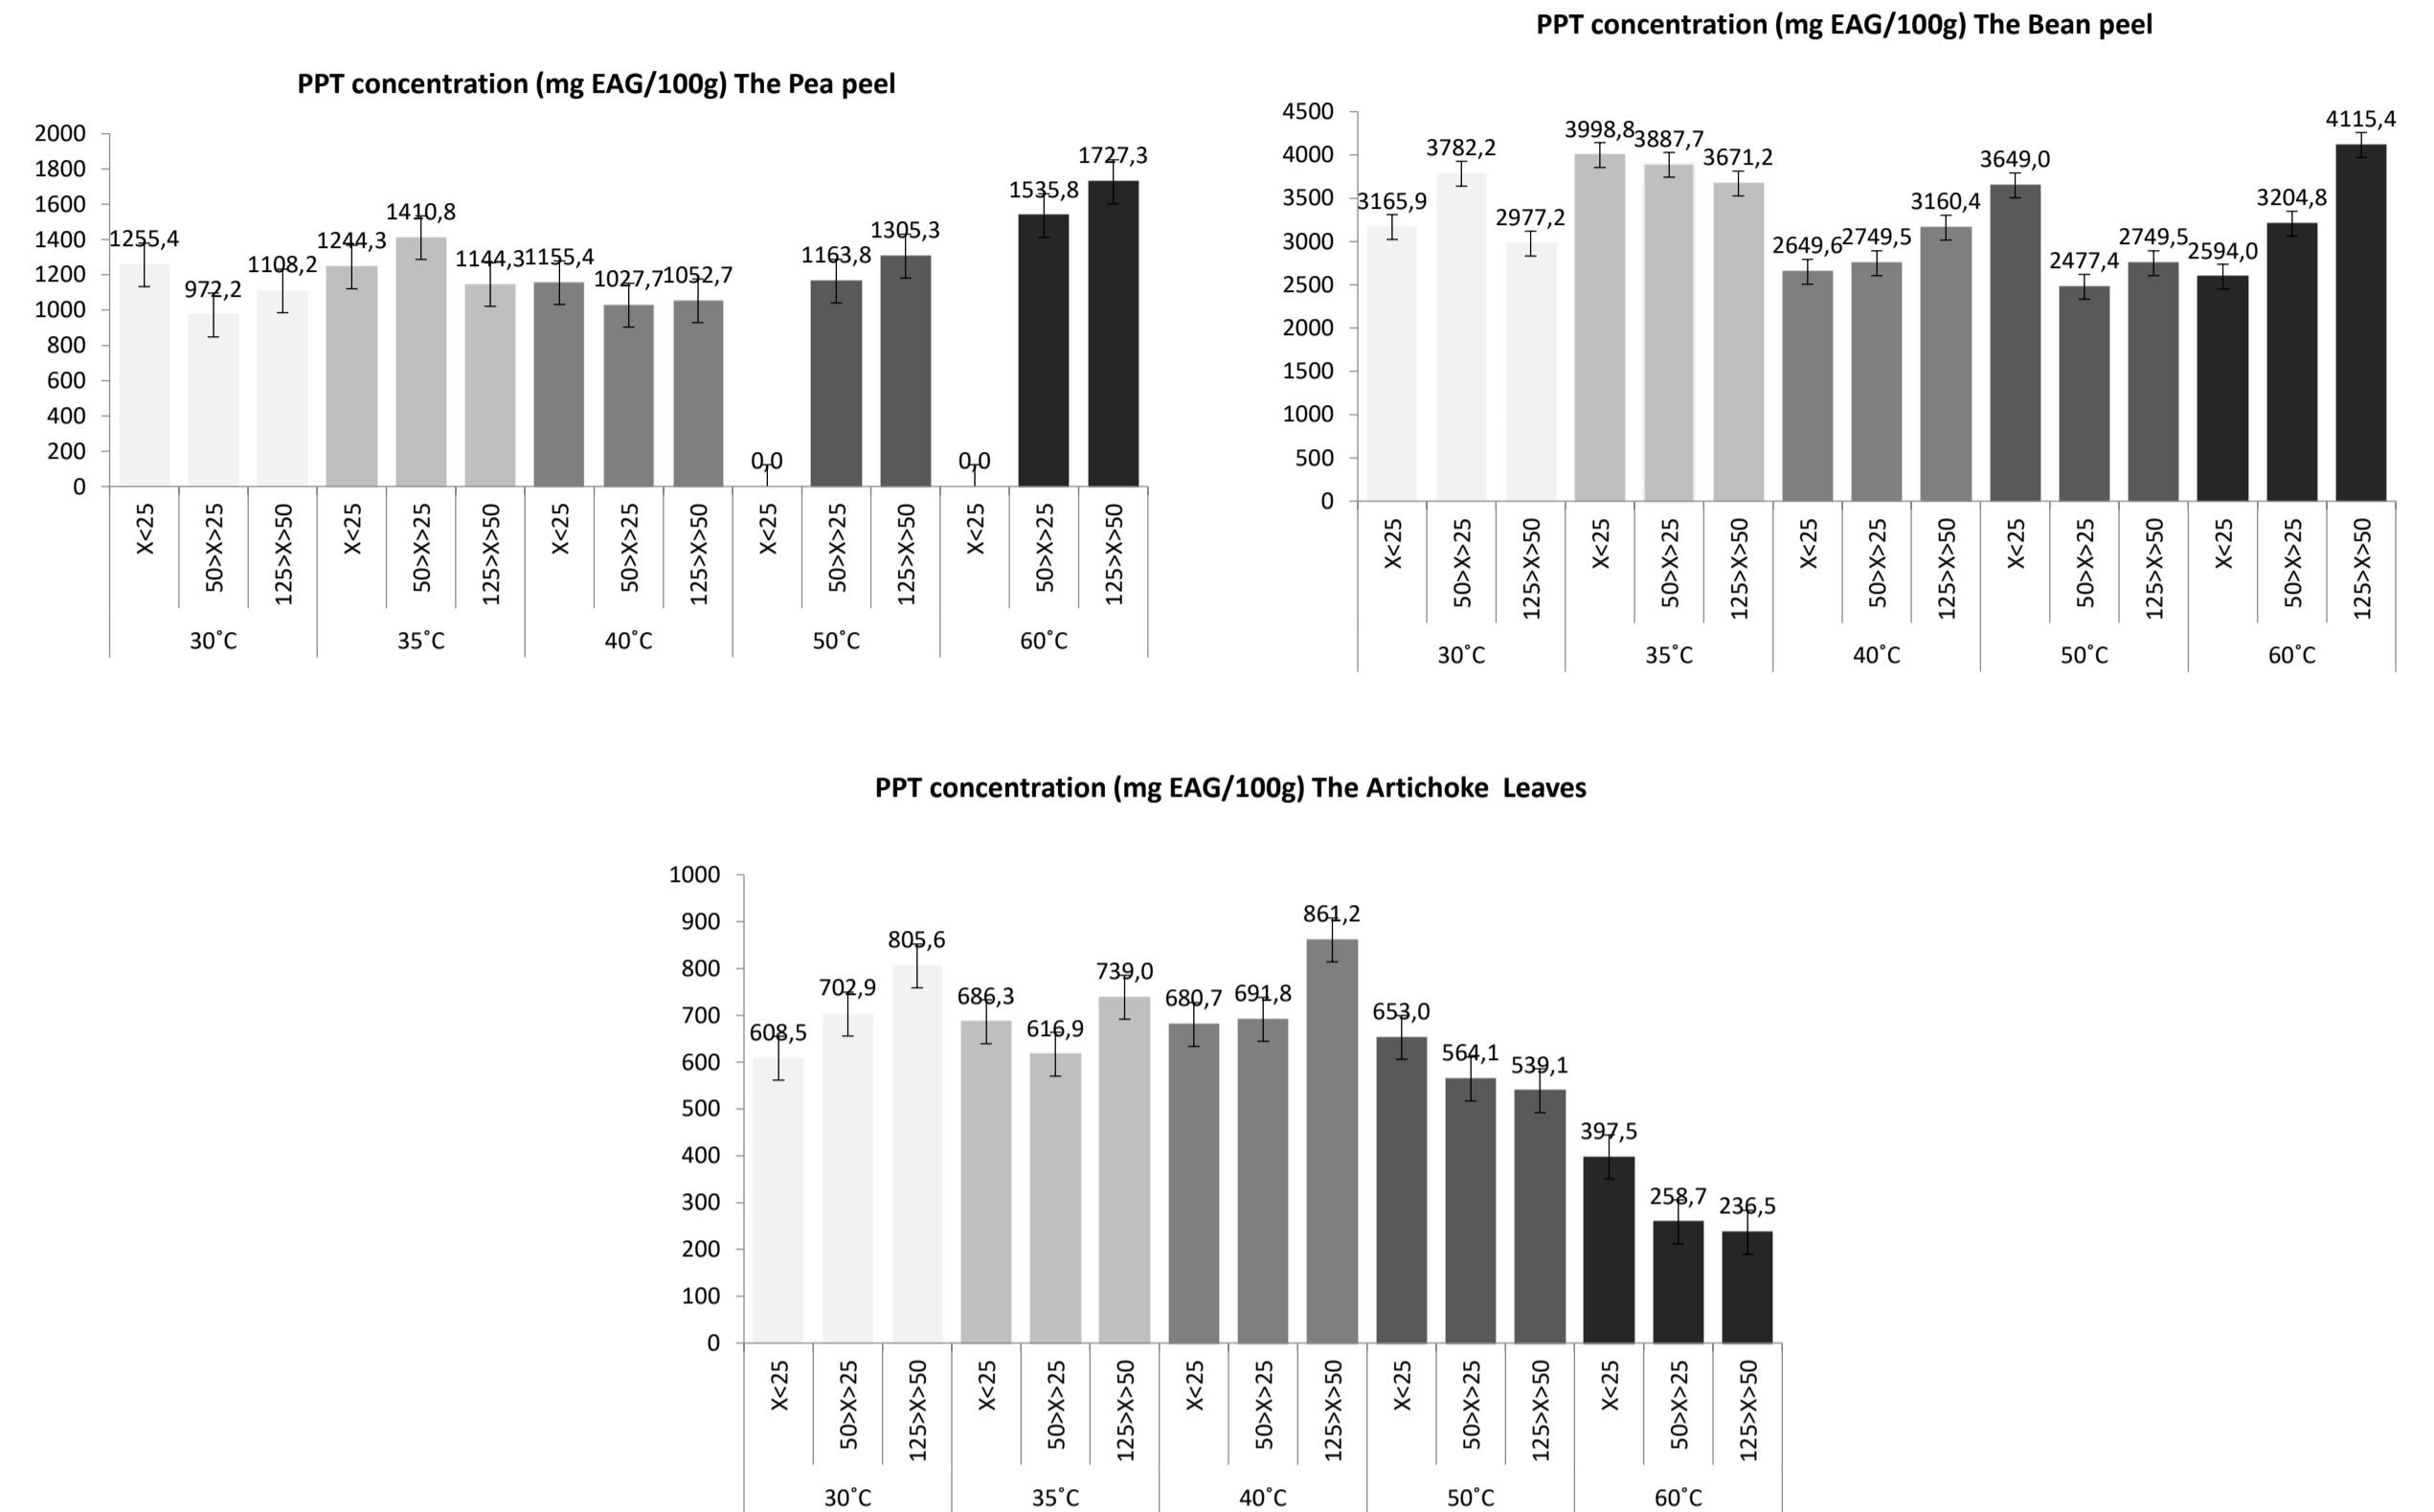 PPT concentration (mg EAG/100g) The Pea peel
2000
1800
1600
1400
1200
1000
800
600
400
200
0
1255,4
972,2
1108,2
1244,3
1410,8
1144,3
1155,4
1027,7
1052,7
0,0
1163,8
1305,3
0,0
1535,8
1727,3
X<25
50>X>25
125>X>50
X<25
50>X>25
125>X>50
X<25
50>X>25
125>X>50
X<25
50>X>25
125>X>50
X<25
50>X>25
125>X>50
30˚C
35˚C
40˚C
50˚C
60˚C
PPT concentration (mg EAG/100g) The Bean peel
4500
4000
3500
3000
2500
2000
1500
1000
500
0
3165,9
3782,2
2977,2
3998,8
3887,7
3671,2
2649,6
2749,5
3160,4
3649,0
2477,4
2749,5
2594,0
3204,8
4115,4
X<25
50>X>25
125>X>50
X<25
50>X>25
125>X>50
X<25
50>X>25
125>X>50
X<25
50>X>25
125>X>50
X<25
50>X>25
125>X>50
30˚C
35˚C
40˚C
50˚C
60˚C
PPT concentration (mg EAG/100g) The Artichoke  Leaves
1000
900
800
700
600
500
400
300
200
100
0
608,5
702,9
805,6
686,3
616,9
739,0
680,7
691,8
861,2
653,0
564,1
539,1
397,5
258,7
236,5
X<25
50>X>25
125>X>50
X<25
50>X>25
125>X>50
X<25
50>X>25
125>X>50
X<25
50>X>25
125>X>50
X<25
50>X>25
125>X>50
30˚C
35˚C
40˚C
50˚C
60˚C